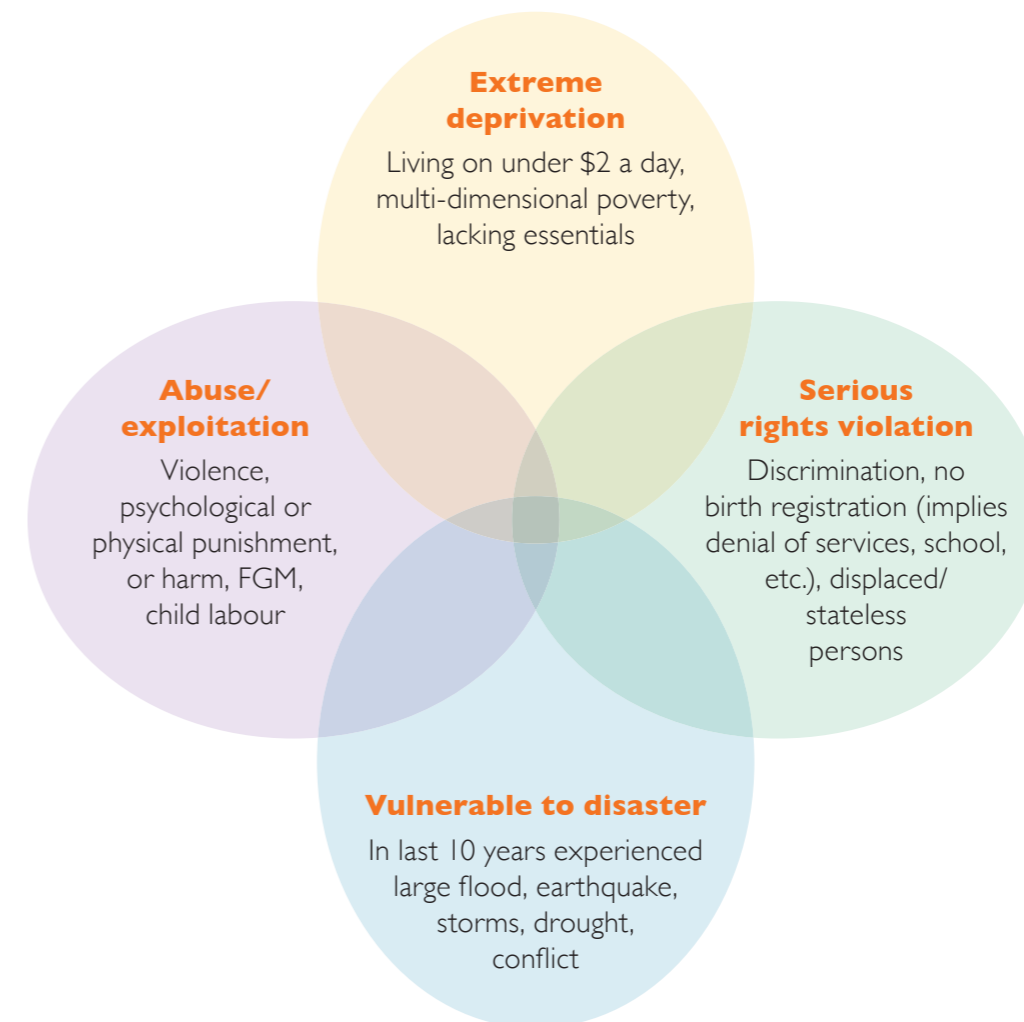 Extreme
deprivation
Living on under $2 a day,
multi-dimensional poverty,
lacking essentials
Abuse/
exploitation
Violence,
psychological or
physical punishment,
or harm, FGM,
child labour
Serious
rights violation
Discrimination, no
birth registration (implies
denial of services, school,
etc.), displaced/
stateless
persons
Vulnerable to disaster
In last 10 years experienced
large flood, earthquake,
storms, drought,
conflict